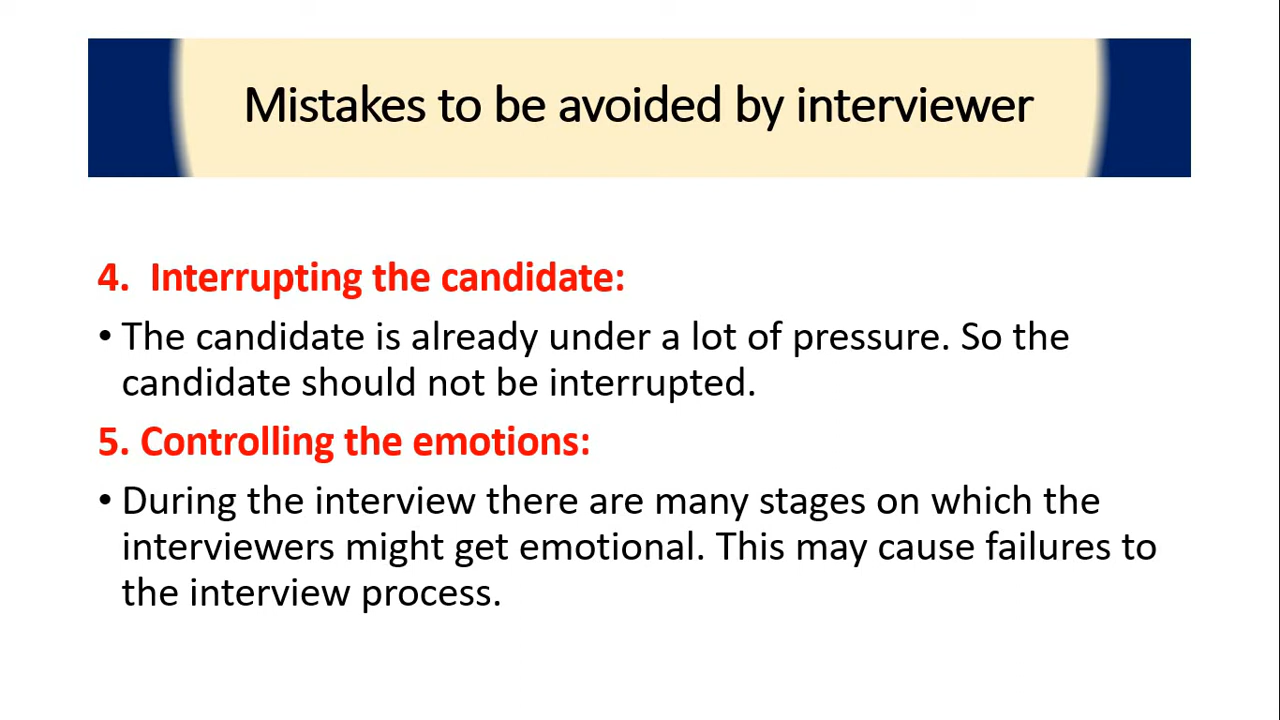 Mistakes to be avoided by interviewer
4. Interrupting the candidate:
• The candidate is already under a lot of pressure. So the
candidate should not be interrupted.
5. Controlling the emotions:
• During the interview there are many stages on which the
interviewers might get emotional. This may cause failures to
the interview process.